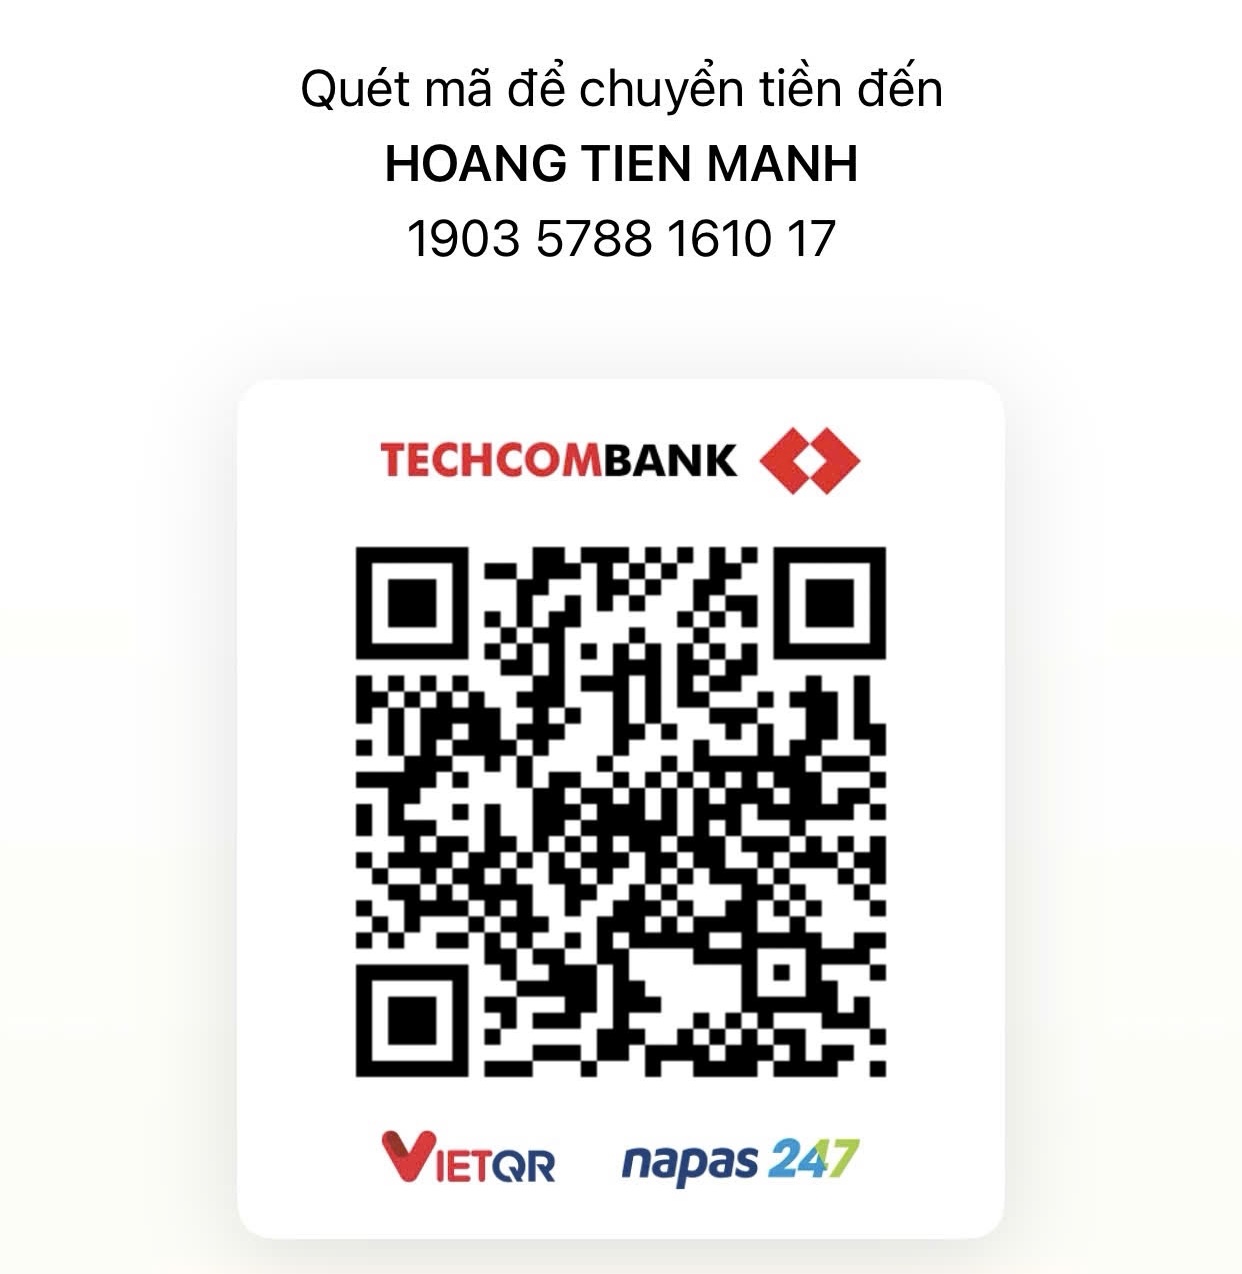 Quét mã để chuyển tiền đến
HOANG TIEN MANH
1903 5788 1610 17
TECHCOMBANK
VIETQR napas 247